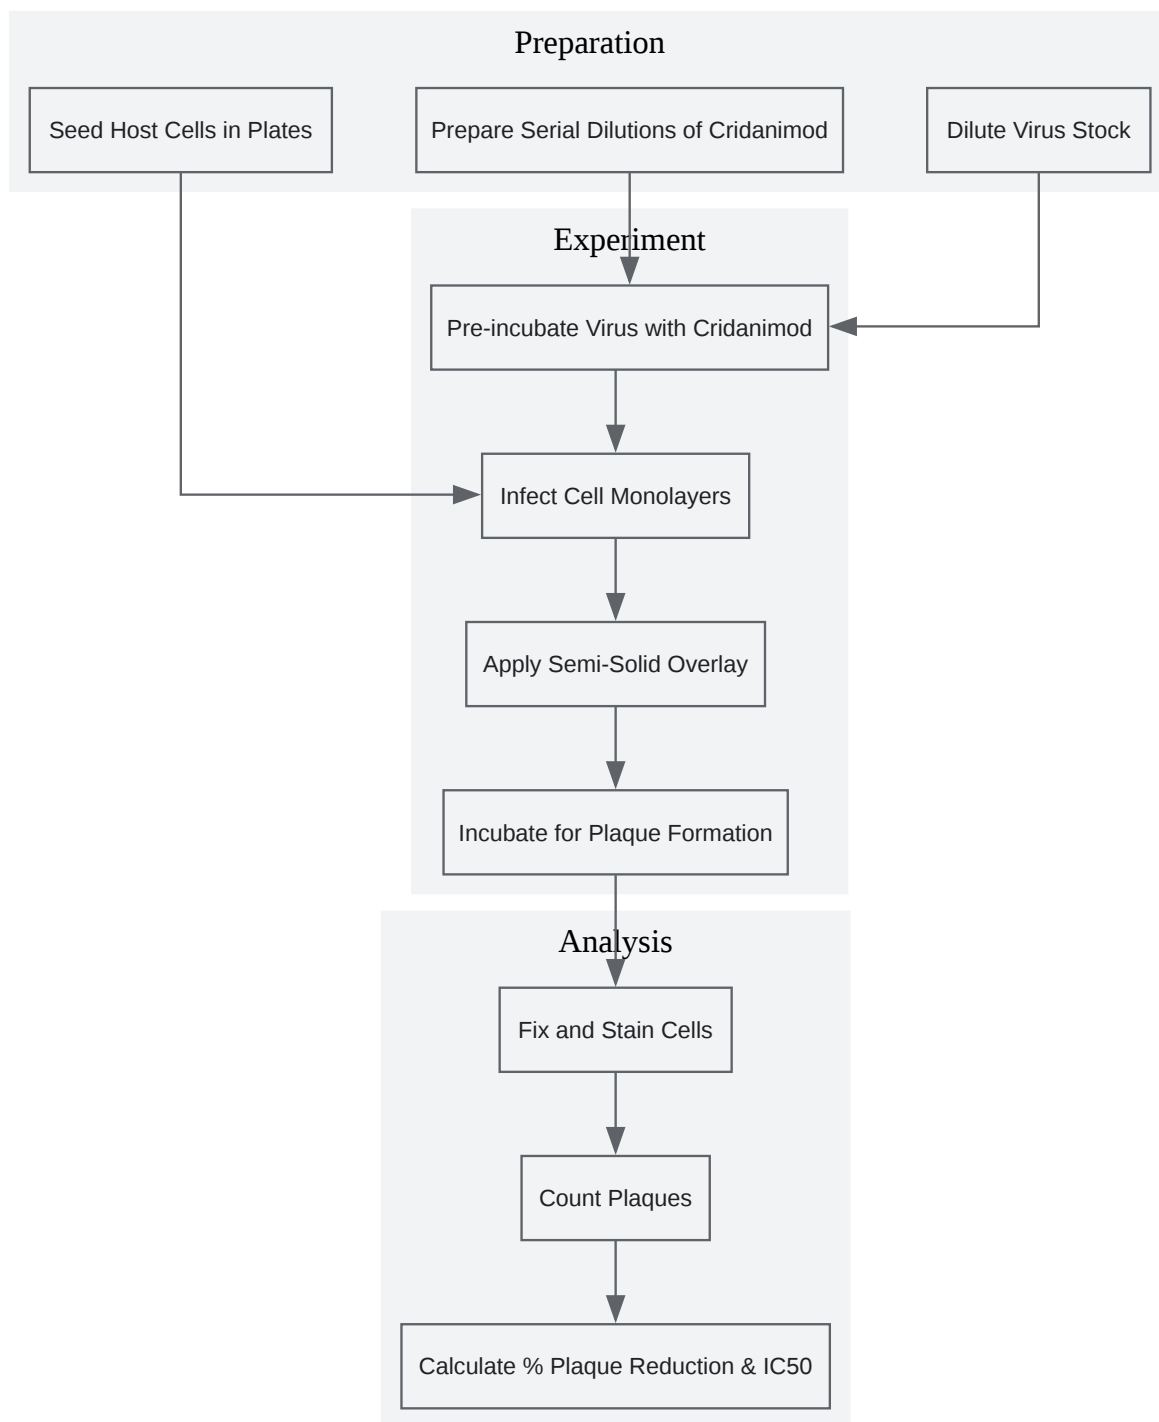 Preparation
Seed Host Cells in Plates
Prepare Serial Dilutions of Cridanimod
Dilute Virus Stock
Experiment
Pre-incubate Virus with Cridanimod
Infect Cell Monolayers
Apply Semi-Solid Overlay
Incubate for Plaque Formation
Analysis
Fix and Stain Cells
Count Plaques
Calculate % Plaque Reduction & IC50